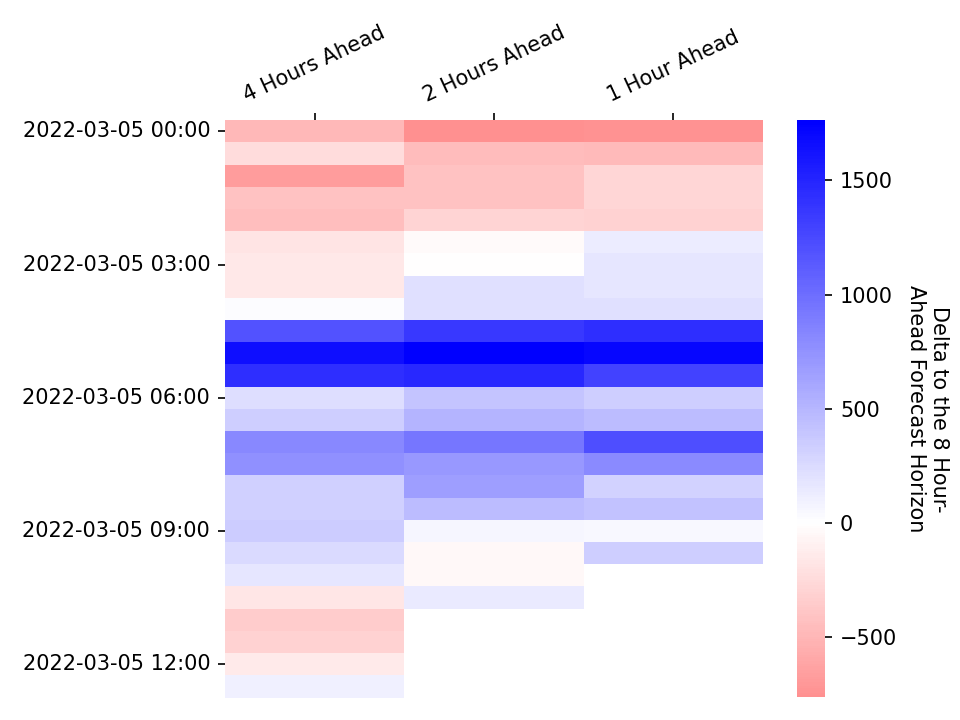 4 Hours Ahead
2 Hours Ahead
1 Hour Ahead
2022-03-05 00:00
2022-03-05 03:00
2022-03-05 06:00
2022-03-05 09:00
2022-03-05 12:00
1500
1000
500
0
−500
Delta to the 8 Hour-
Ahead Forecast Horizon